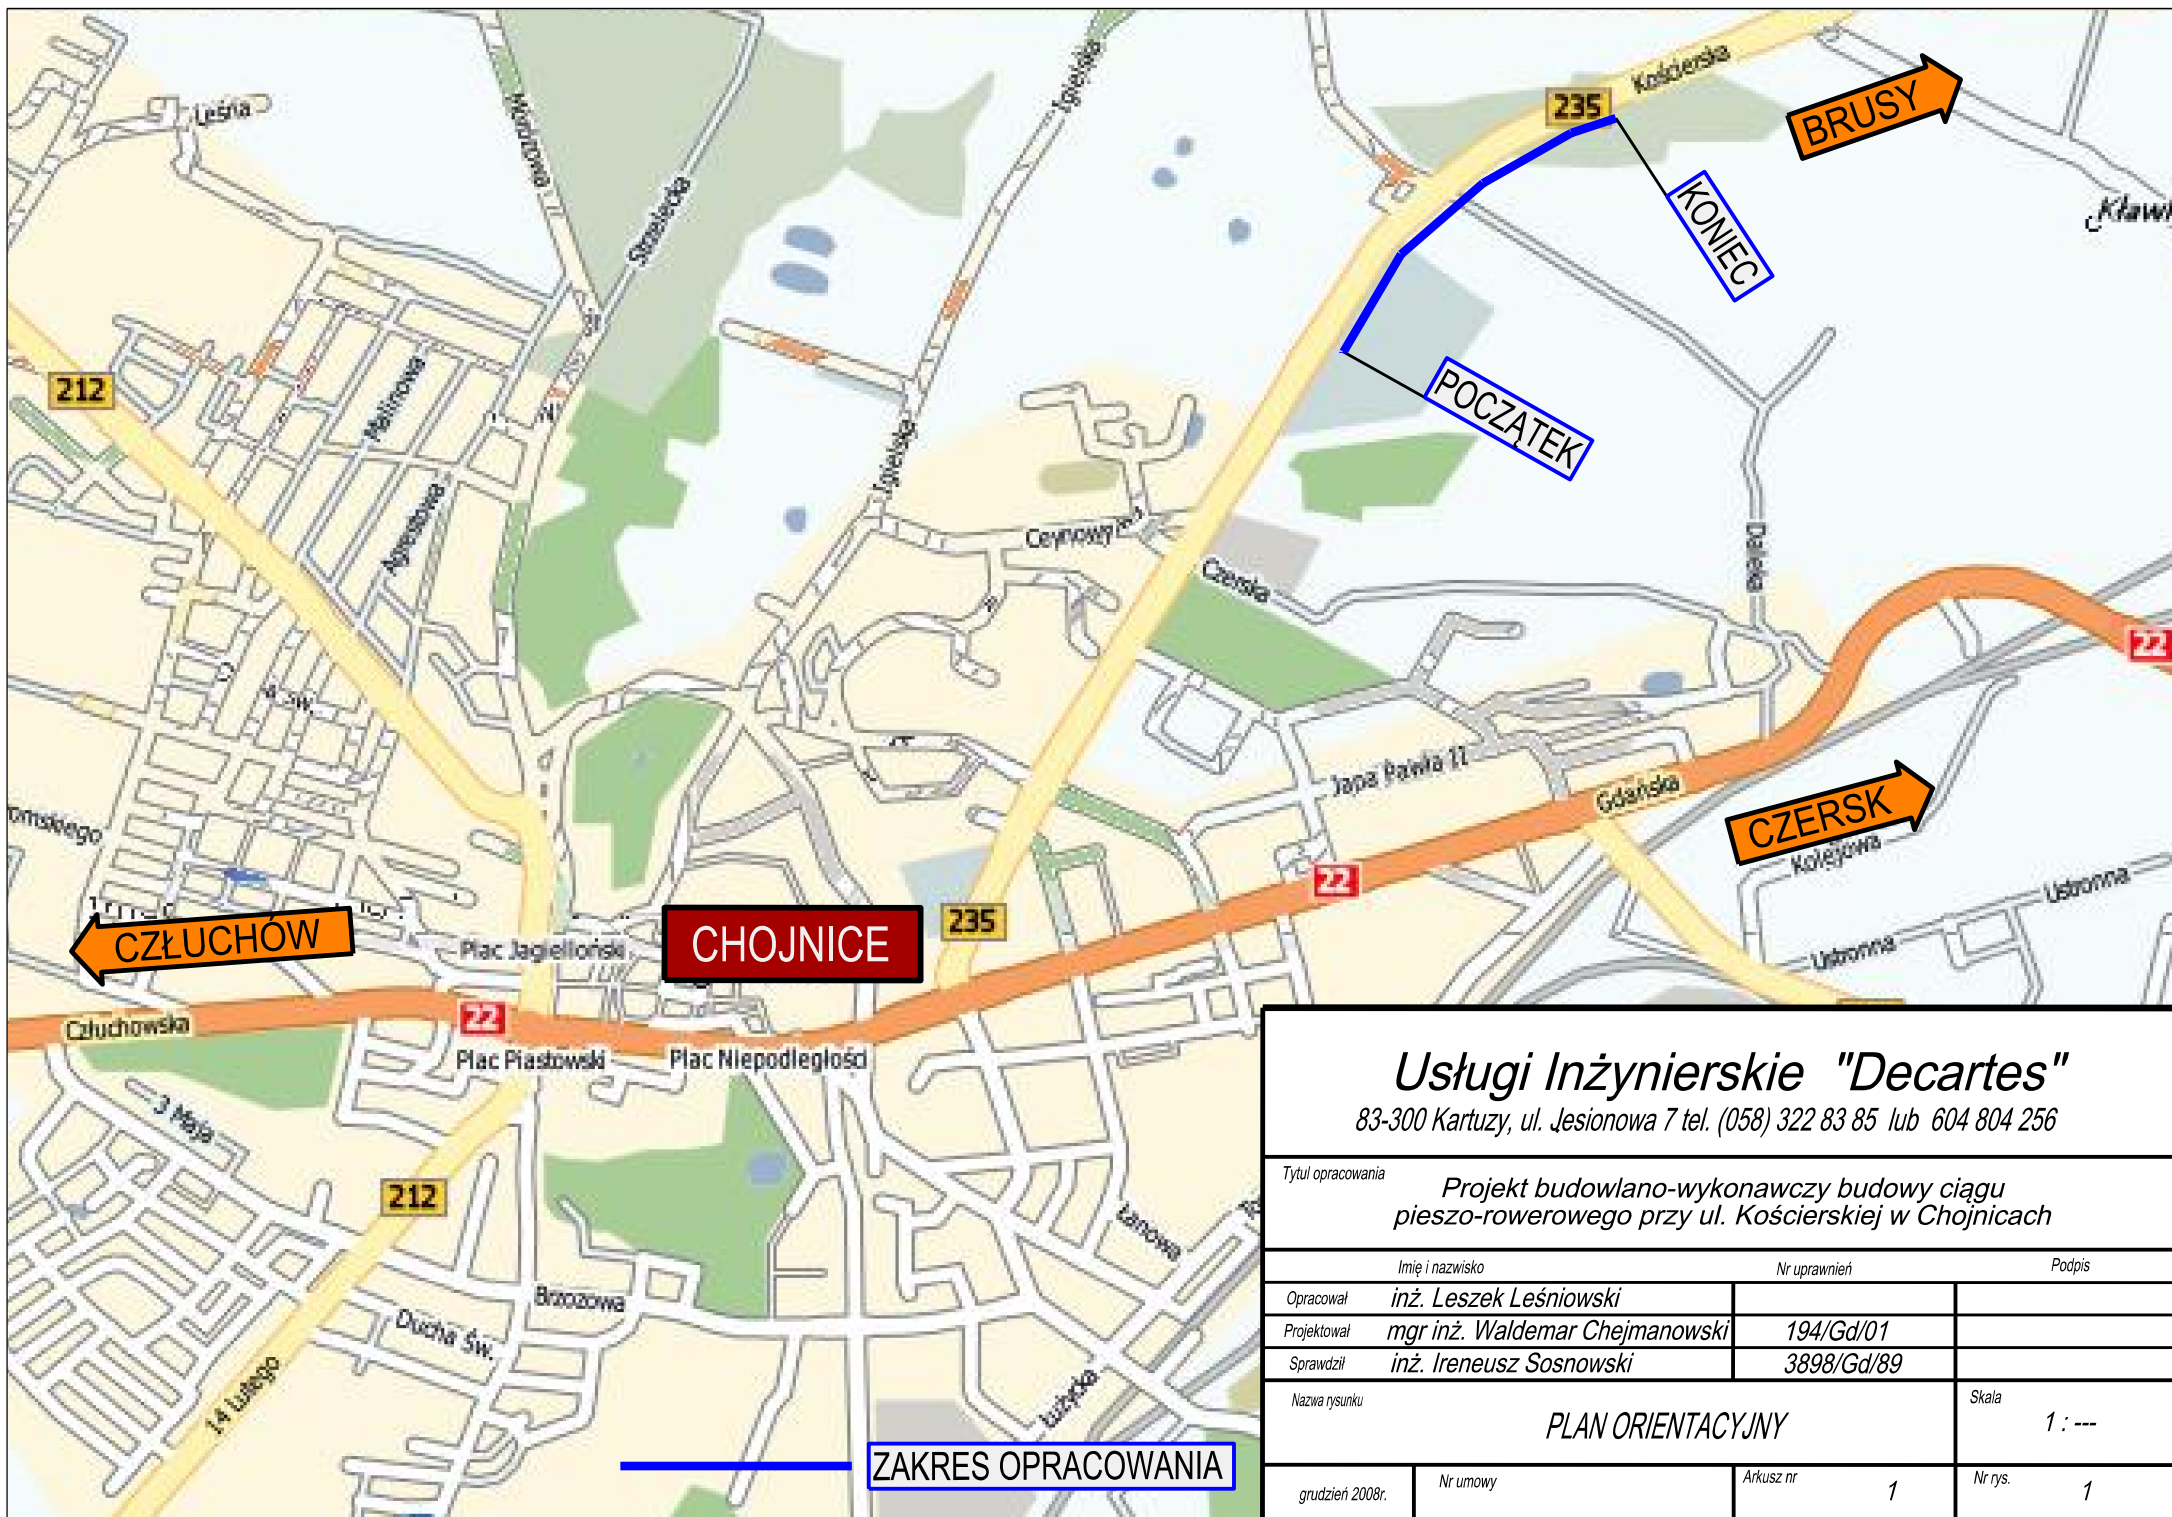 Kościerska
235
BRUSY
Igielska
Leśna
Morozowa
Strzelecka
KONIEC
212
Malinowa
POCZĄTEK
Igielska
Agrestowa
Ceynowy
Czerska
Daleka
22
Jana Pawła II
Gdańska
CZERSK
Kolejowa
Ustronna
22
CZŁUCHÓW
Plac Jagielloński
CHOJNICE
235
Ustronna
Człuchowska
22
Plac Piastowski
Plac Niepodległości
3 Maja
212
Łanowa
Brzozowa
Ducha Św.
14 Lutego
Łużycka
ZAKRES OPRACOWANIA
Usługi Inżynierskie "Decartes"
83-300 Kartuzy, ul. Jesionowa 7 tel. (058) 322 83 85 lub 604 804 256
Tytul opracowania
Projekt budowlano-wykonawczy budowy ciągu
pieszo-rowerowego przy ul. Kościerskiej w Chojnicach
Imię i nazwisko Nr uprawnień Podpis
Opracował inż. Leszek Leśniowski
Projektował mgr inż. Waldemar Chejmanowski 194/Gd/01
Sprawdził inż. Ireneusz Sosnowski 3898/Gd/89
Nazwa rysunku
PLAN ORIENTACYJNY
Skala
1 : ---
grudzień 2008r. Nr umowy Arkusz nr 1 Nr rys. 1